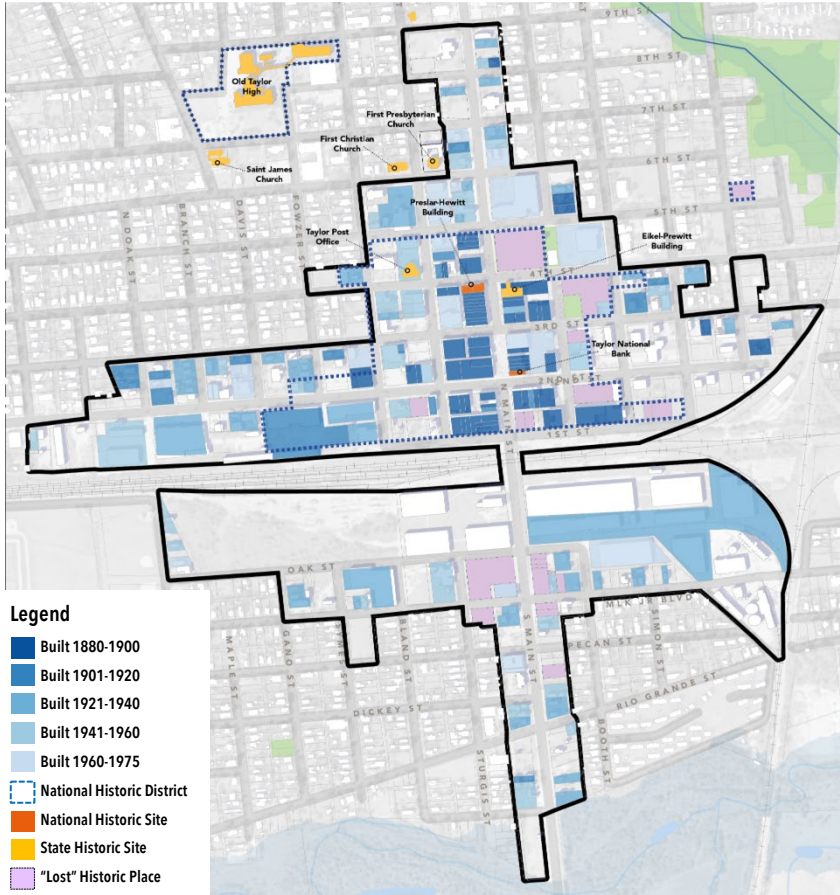 9TH ST
8TH ST
7TH ST
6TH ST
5TH ST
4TH ST
3RD ST
2ND ST
2ND ST
1ST ST
Old Taylor
High
First Presbyterian
Church
First Christian
Church
Saint James
Church
Preslar-Hewitt
Building
Taylor Post
Office
Eikel-Prewitt
Building
Taylor National
Bank
N DOAK ST
BRANCH ST
DAVIS ST
FOWZER ST
N MAIN ST
OAK ST
MLK JR BLVD
MAPLE ST
GANO ST
BLAND ST
S MAIN ST
PECAN ST
SIMON ST
DICKEY ST
RIO GRANDE ST
STURGIS ST
BOOTH ST
Legend
Built 1880-1900
Built 1901-1920
Built 1921-1940
Built 1941-1960
Built 1960-1975
National Historic District
National Historic Site
State Historic Site
"Lost" Historic Place